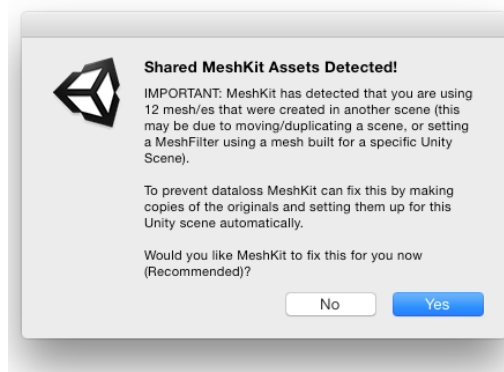 Shared MeshKit Assets Detected!
IMPORTANT: MeshKit has detected that you are using
12 mesh/es that were created in another scene (this
may be due to moving/duplicating a scene, or setting
a MeshFilter using a mesh built for a specific Unity
Scene).
To prevent dataloss MeshKit can fix this by making
copies of the originals and setting them up for this
Unity scene automatically.
Would you like MeshKit to fix this for you now
(Recommended)?
No
Yes